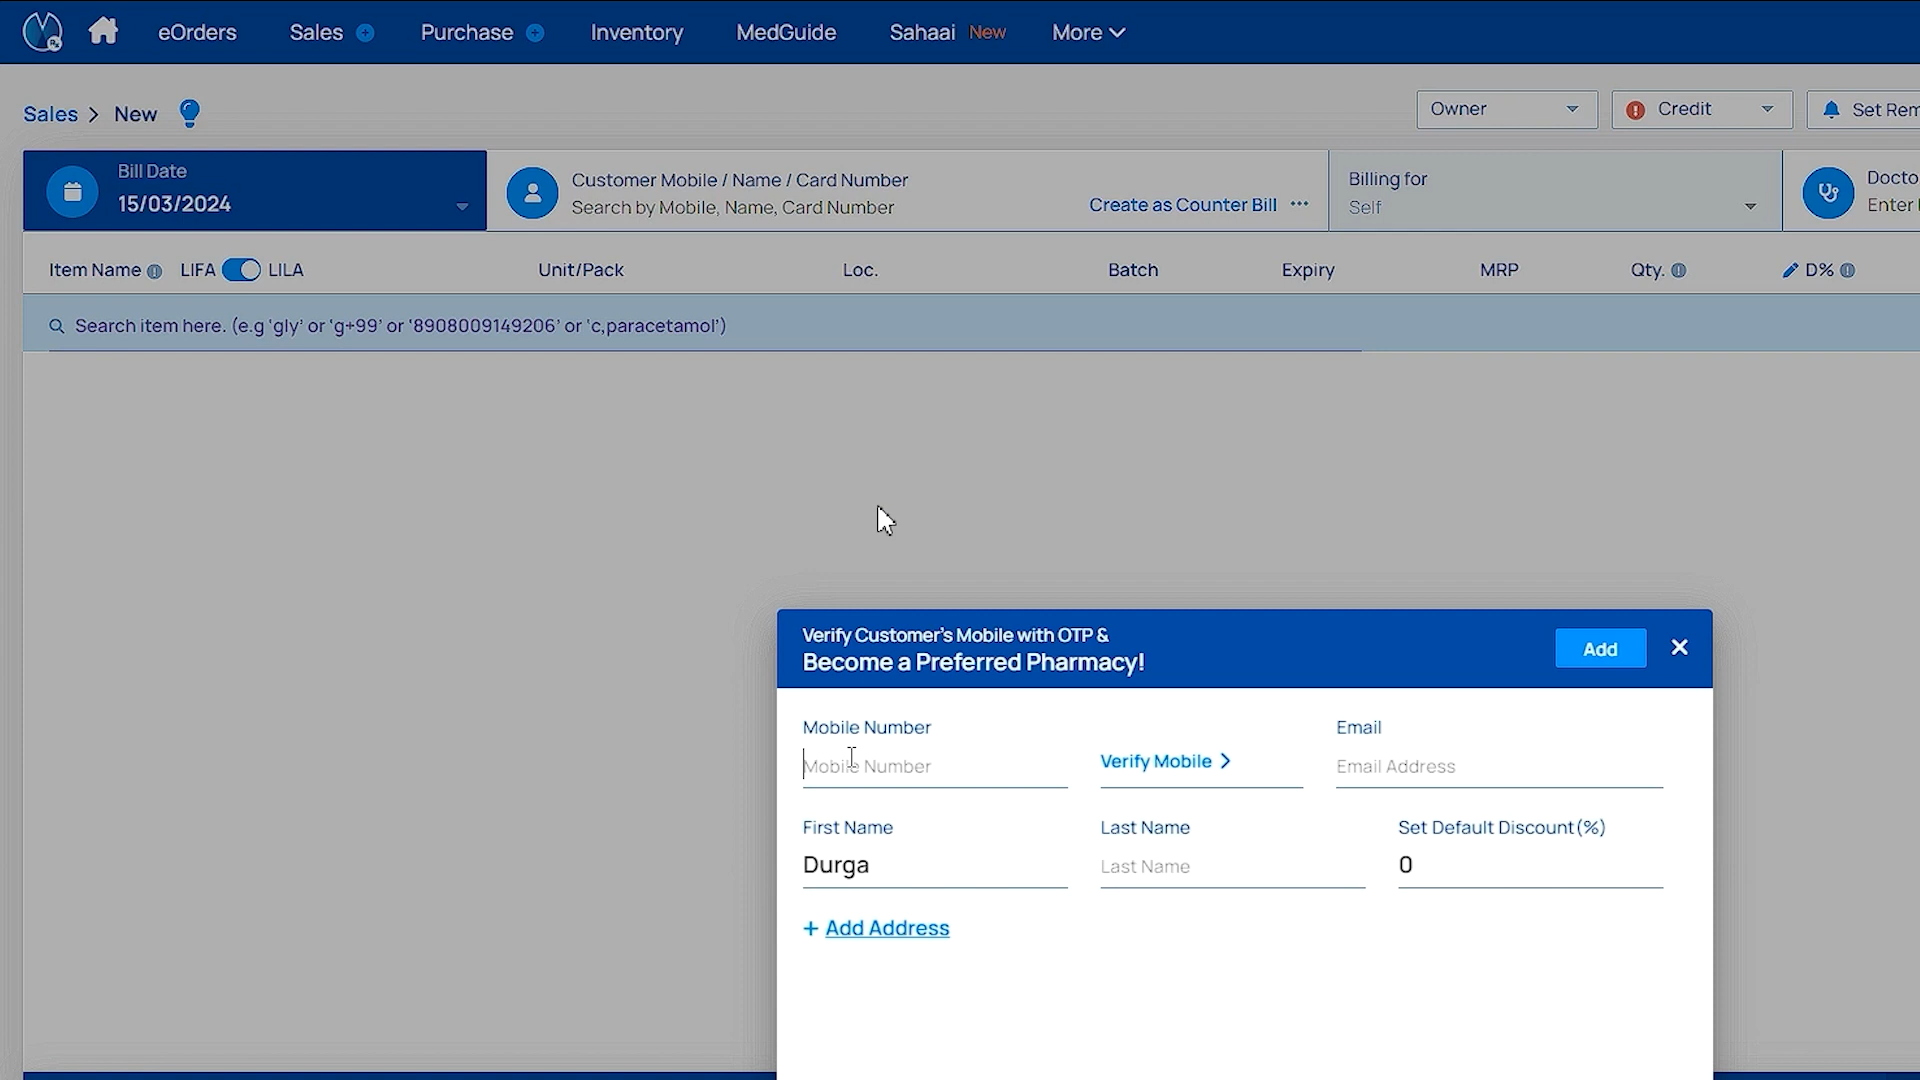 eOrders Sales Purchase Inventory MedGuide Sahaai New More
Sales > New
Owner
Credit
Bill Date
15/03/2024
Customer Mobile / Name / Card Number
Search by Mobile, Name, Card Number
Create as Counter Bill ...
Billing for
Self
Enter
Item Name LIFA LILA Unit/Pack Loc. Batch Expiry MRP Qty. D%
Search item here. (e.g 'gly' or 'g+99' or '8908009149206' or 'c,paracetamol')
Verify Customer's Mobile with OTP &
Become a Preferred Pharmacy!
Add
Mobile Number
Mobile Number
Verify Mobile >
Email
Email Address
First Name
Durga
Last Name
Last Name
Set Default Discount(%)
0
+ Add Address